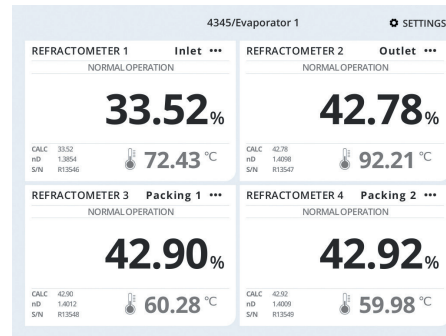 4345/Evaporator 1 SETTINGS
REFRACTOMETER 1 Inlet •••
NORMAL OPERATION
33.52%
CALC 33.52
nD 1.3854
S/N R13546
72.43 °C
REFRACTOMETER 2 Outlet •••
NORMAL OPERATION
42.78%
CALC 42.78
nD 1.4098
S/N R13547
92.21 °C
REFRACTOMETER 3 Packing 1 •••
NORMAL OPERATION
42.90%
CALC 42.90
nD 1.4012
S/N R13548
60.28 °C
REFRACTOMETER 4 Packing 2 •••
NORMAL OPERATION
42.92%
CALC 42.92
nD 1.4009
S/N R13549
59.98 °C